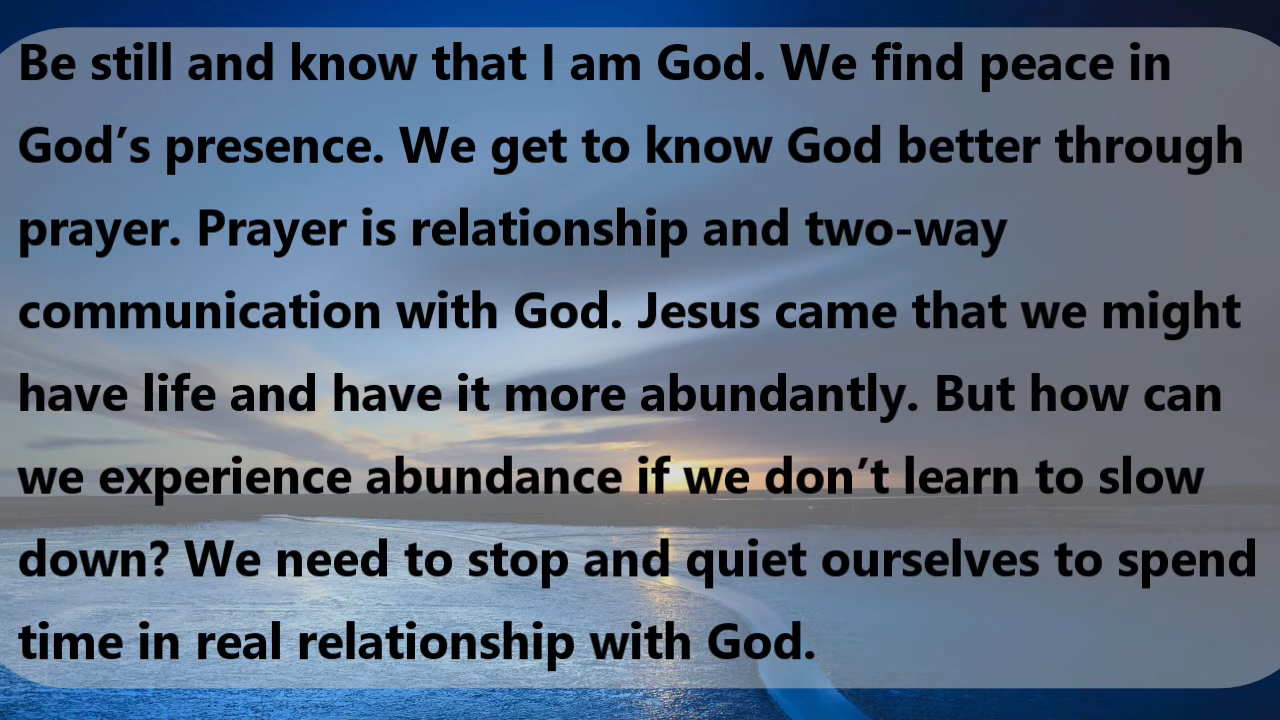 Be still and know that I am God. We find peace in
God’s presence. We get to know God better through
prayer. Prayer is relationship and two-way
communication with God. Jesus came that we might
have life and have it more abundantly. But how can
we experience abundance if we don’t learn to slow
down? We need to stop and quiet ourselves to spend
time in real relationship with God.